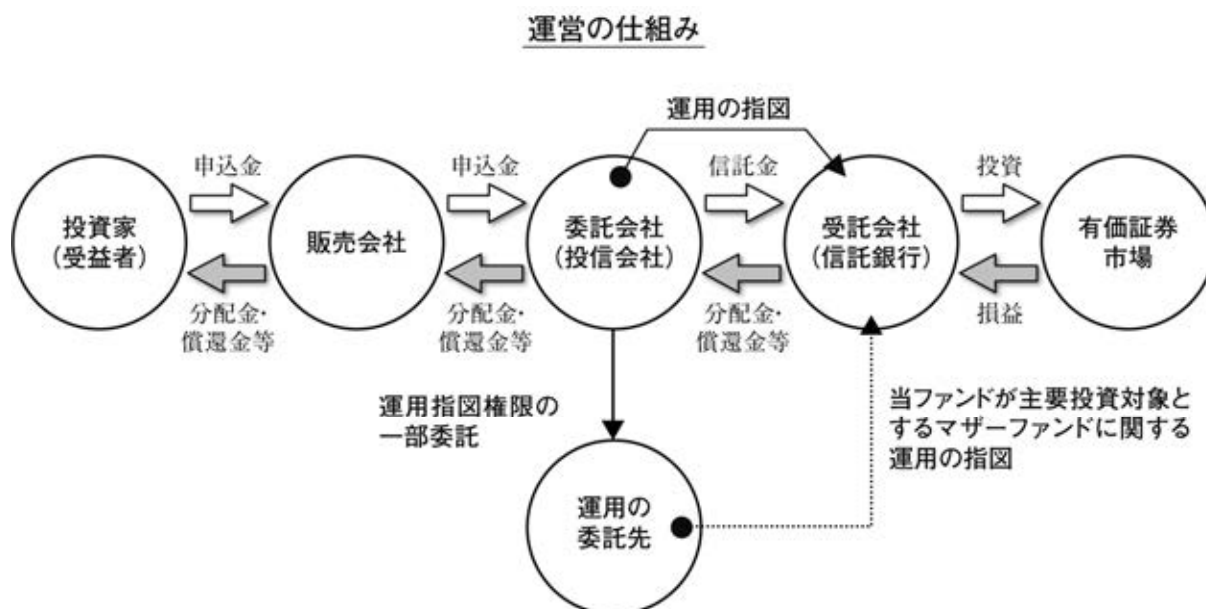 運営の仕組み
運用の指図
申込金
申込金
信託金
投資
投資家
(受益者)
販売会社
委託会社
(投信会社)
受託会社
(信託銀行)
有価証券
市場
分配金・
償還金等
分配金・
償還金等
分配金・
償還金等
損益
運用指図権限の
一部委託
当ファンドが主要投資対象と
するマザーファンドに関する
運用の指図
運用の
委託先